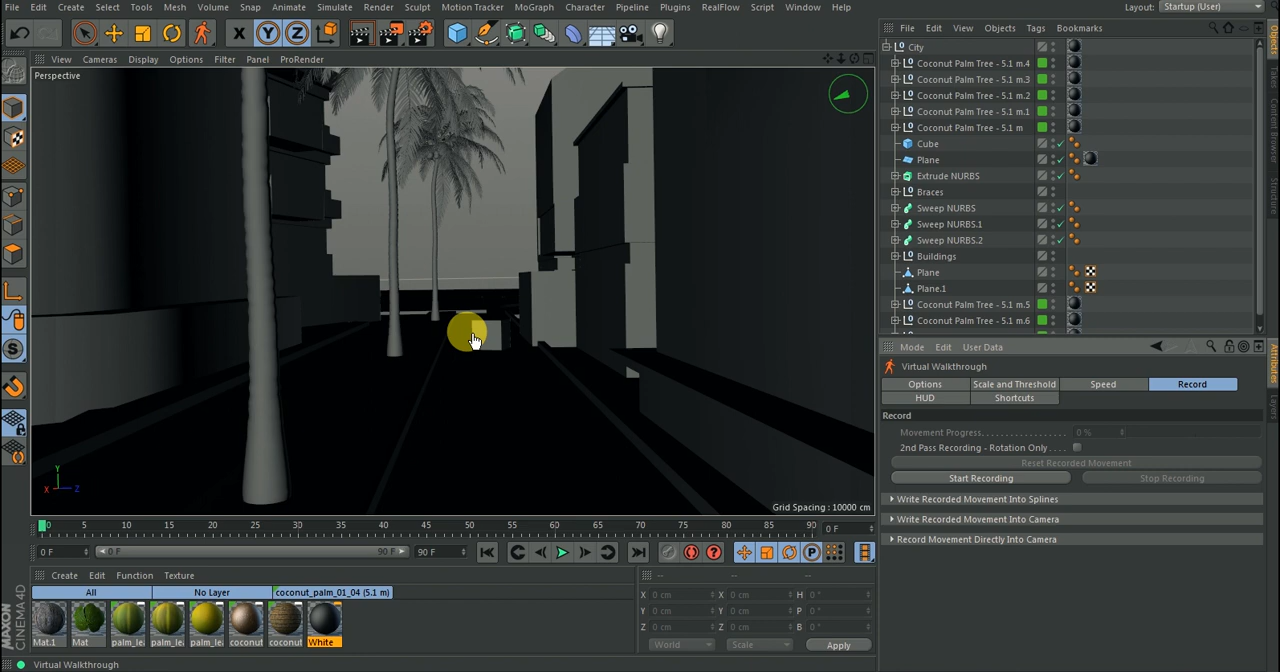 File Edit Create Select Tools Mesh Volume Snap Animate Simulate Render Sculpt Motion Tracker MoGraph Character Pipeline Plugins RealFlow Script Window Help Layout: Startup (User)
X Y Z
File Edit View Objects Tags Bookmarks
View Cameras Display Options Filter Panel ProRender
Perspective
City
Coconut Palm Tree - 5.1 m.4
Coconut Palm Tree - 5.1 m.3
Coconut Palm Tree - 5.1 m.2
Coconut Palm Tree - 5.1 m.1
Coconut Palm Tree - 5.1 m
Cube
Plane
Extrude NURBS
Braces
Sweep NURBS
Sweep NURBS.1
Sweep NURBS.2
Buildings
Plane
Plane.1
Coconut Palm Tree - 5.1 m.5
Coconut Palm Tree - 5.1 m.6
Objects
Takes
Content Browser
Structure
Attributes
Layers
Mode Edit User Data
Virtual Walkthrough
Options Scale and Threshold Speed Record
HUD Shortcuts
Record
Movement Progress 0 %
2nd Pass Recording - Rotation Only
Reset Recorded Movement
Start Recording Stop Recording
Write Recorded Movement Into Splines
Write Recorded Movement Into Camera
Record Movement Directly Into Camera
Y
X Z
Grid Spacing : 10000 cm
0 5 10 15 20 25 30 35 40 45 50 55 60 65 70 75 80 85 90 0 F
0 F 0 F 90 F 90 F
Create Edit Function Texture
All No Layer coconut_palm_01_04 (5.1 m)
Mat.1 Mat palm_le palm_le palm_le coconut coconut White
-- -- --
X 0 cm X 0 cm H 0 °
Y 0 cm Y 0 cm P 0 °
Z 0 cm Z 0 cm B 0 °
World Scale Apply
MAXON
CINEMA 4D
Virtual Walkthrough